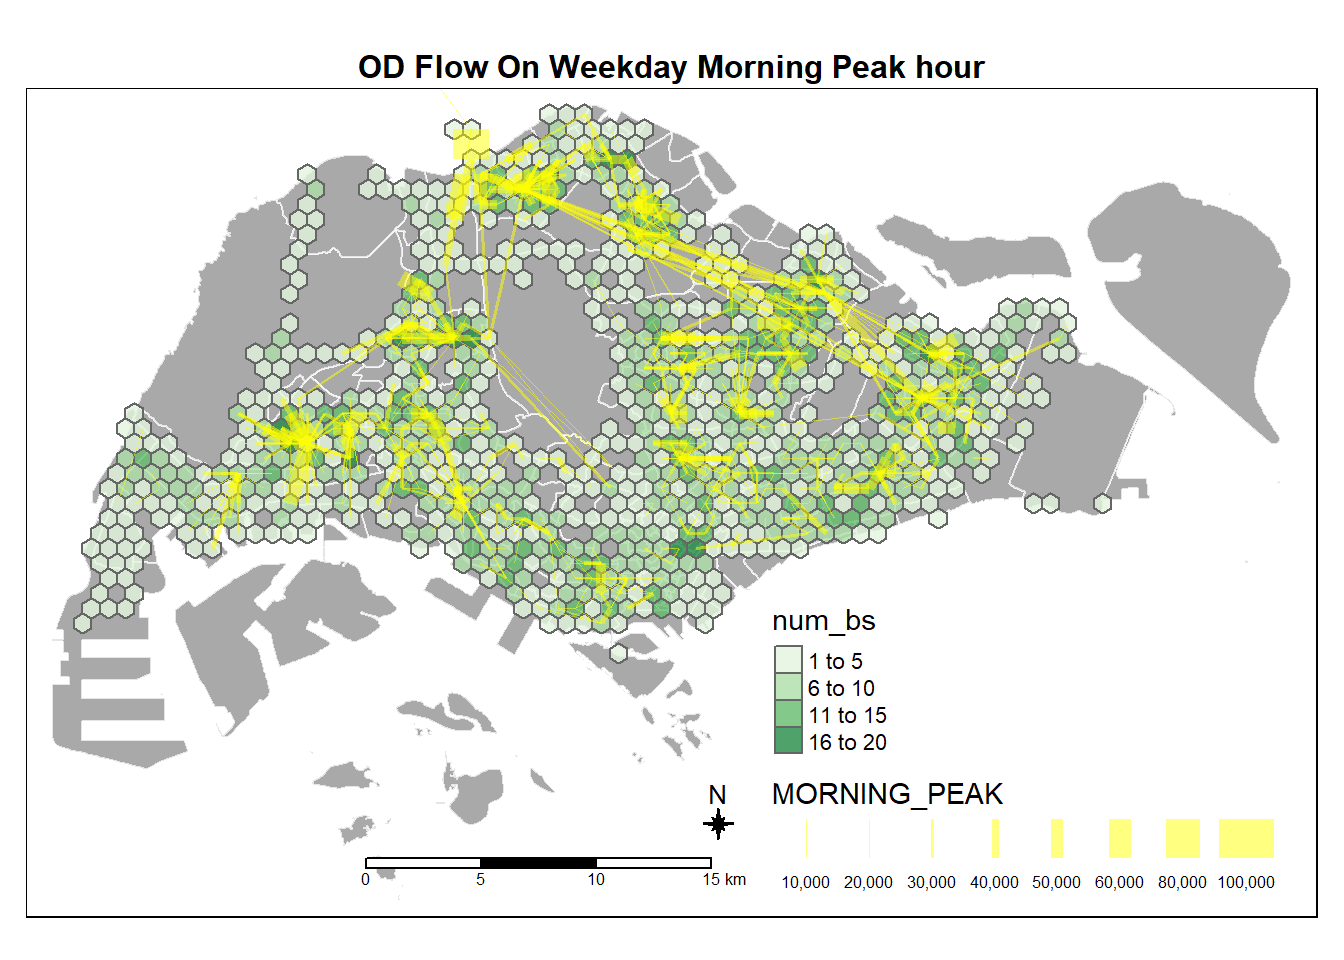 OD Flow On Weekday Morning Peak hour
num_bs
1 to 5
6 to 10
11 to 15
16 to 20
N
MORNING_PEAK
0 5 10 15 km
10,000 20,000 30,000 40,000 50,000 60,000 80,000 100,000